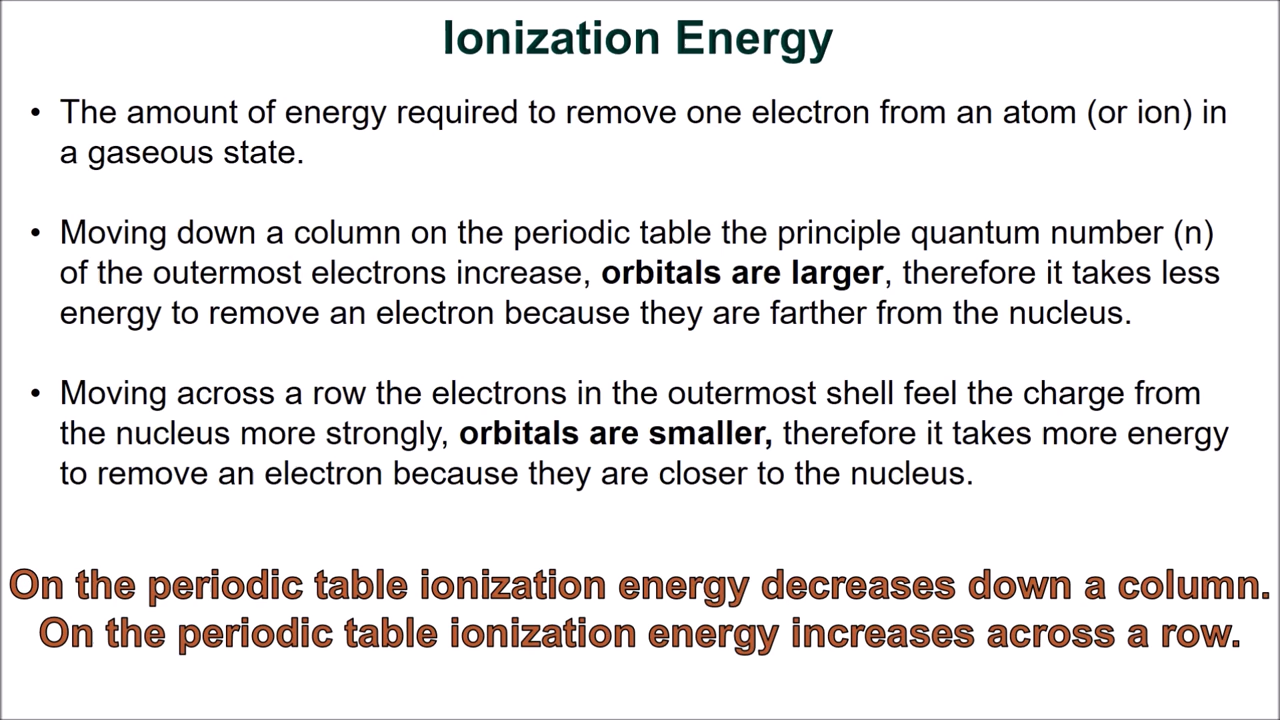 Ionization Energy
• The amount of energy required to remove one electron from an atom (or ion) in
a gaseous state.
• Moving down a column on the periodic table the principle quantum number (n)
of the outermost electrons increase, orbitals are larger, therefore it takes less
energy to remove an electron because they are farther from the nucleus.
• Moving across a row the electrons in the outermost shell feel the charge from
the nucleus more strongly, orbitals are smaller, therefore it takes more energy
to remove an electron because they are closer to the nucleus.
On the periodic table ionization energy decreases down a column.
On the periodic table ionization energy increases across a row.